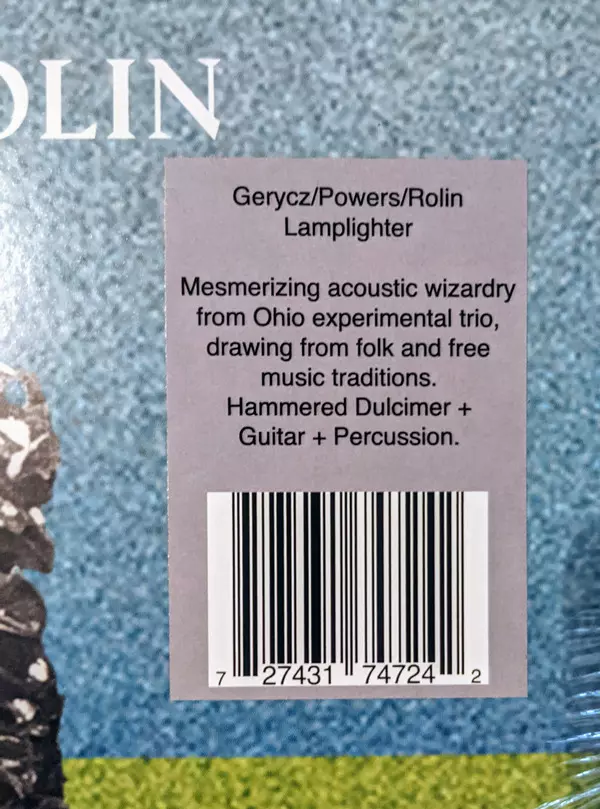 OLIN
Gerycz/Powers/Rolin
Lamplighter
Mesmerizing acoustic wizardry
from Ohio experimental trio,
drawing from folk and free
music traditions.
Hammered Dulcimer +
Guitar + Percussion.
7 27431 74724 2